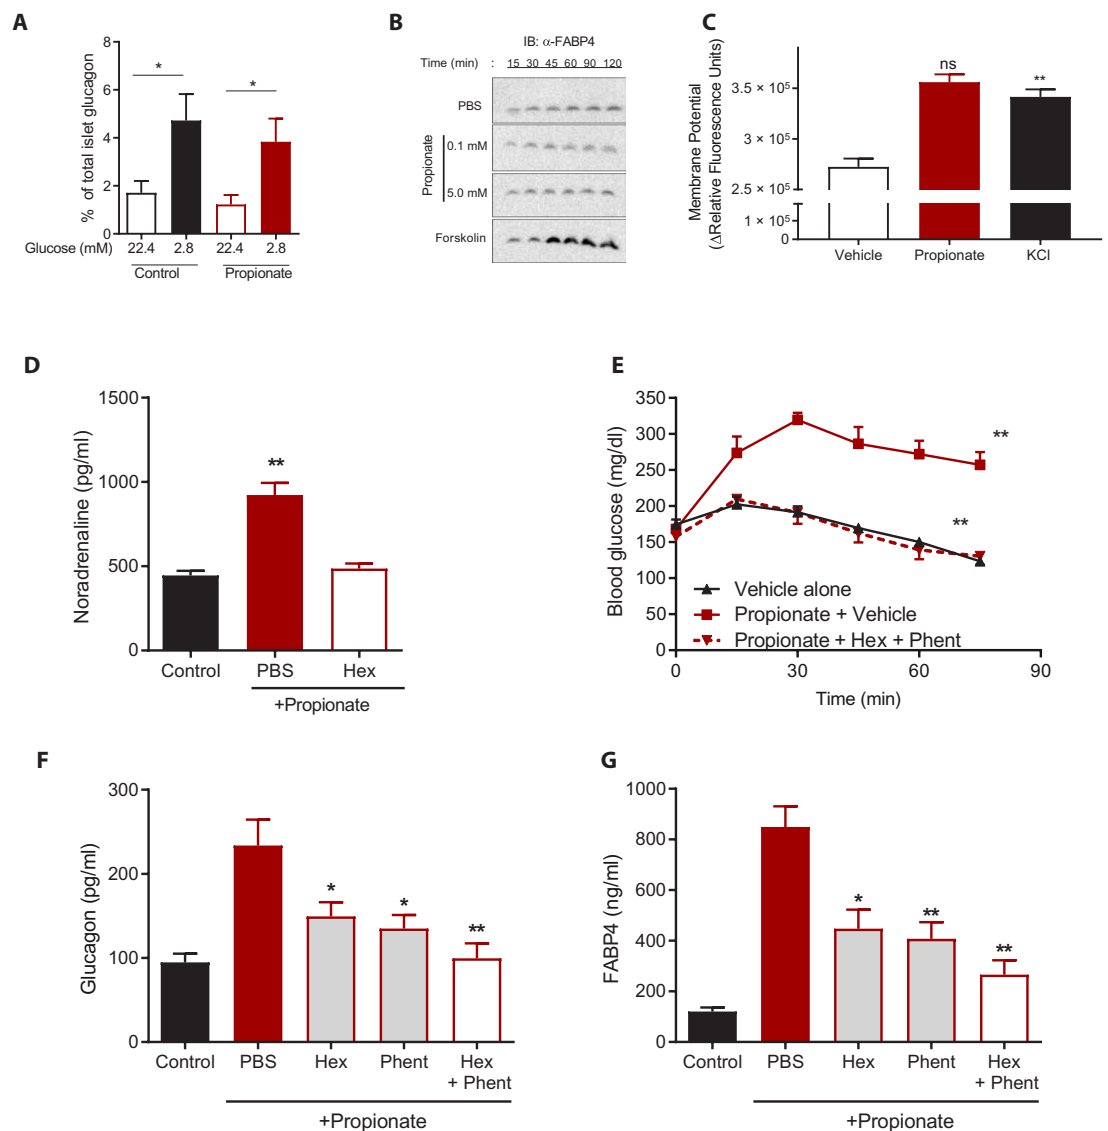 A
8
6
4
2
0
% of total islet glucagon
*
*
Glucose (mM) 22.4 2.8 22.4 2.8
Control Propionate
B
IB: α-FABP4
Time (min) : 15 30 45 60 90 120
PBS
Propionate
0.1 mM
5.0 mM
Forskolin
C
Membrane Potential
(ΔRelative Fluorescence Units)
3.5 × 10⁵
3 × 10⁵
2.5 × 10⁵
1 × 10⁵
0
ns
**
Vehicle Propionate KCl
D
Noradrenaline (pg/ml)
1500
1000
500
0
**
Control PBS Hex
+Propionate
E
Blood glucose (mg/dl)
350
300
250
200
150
100
50
0
**
**
Vehicle alone
Propionate + Vehicle
Propionate + Hex + Phent
0 30 60 90
Time (min)
F
Glucagon (pg/ml)
300
200
100
0
*
*
**
Control PBS Hex Phent Hex
+ Phent
+Propionate
G
FABP4 (ng/ml)
1000
800
600
400
200
0
*
**
**
Control PBS Hex Phent Hex
+ Phent
+Propionate